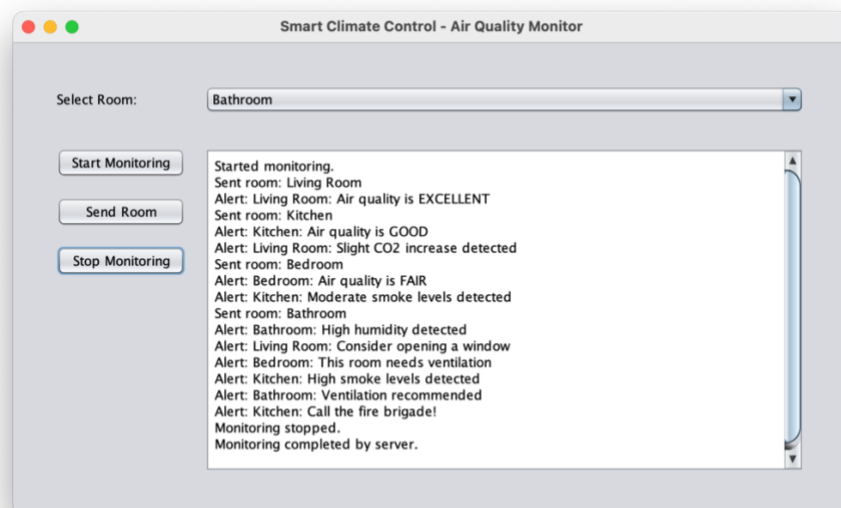 Smart Climate Control - Air Quality Monitor
Select Room:
Bathroom
Start Monitoring
Send Room
Stop Monitoring
Started monitoring.
Sent room: Living Room
Alert: Living Room: Air quality is EXCELLENT
Sent room: Kitchen
Alert: Kitchen: Air quality is GOOD
Alert: Living Room: Slight CO2 increase detected
Sent room: Bedroom
Alert: Bedroom: Air quality is FAIR
Alert: Kitchen: Moderate smoke levels detected
Sent room: Bathroom
Alert: Bathroom: High humidity detected
Alert: Living Room: Consider opening a window
Alert: Bedroom: This room needs ventilation
Alert: Kitchen: High smoke levels detected
Alert: Bathroom: Ventilation recommended
Alert: Kitchen: Call the fire brigade!
Monitoring stopped.
Monitoring completed by server.